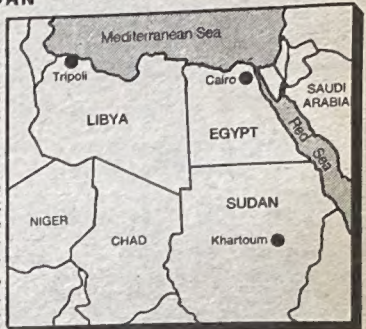 Mediterranean Sea
Tripoli
Cairo
SAUDI
ARABIA
LIBYA
EGYPT
Red Sea
NIGER
CHAD
SUDAN
Khartoum